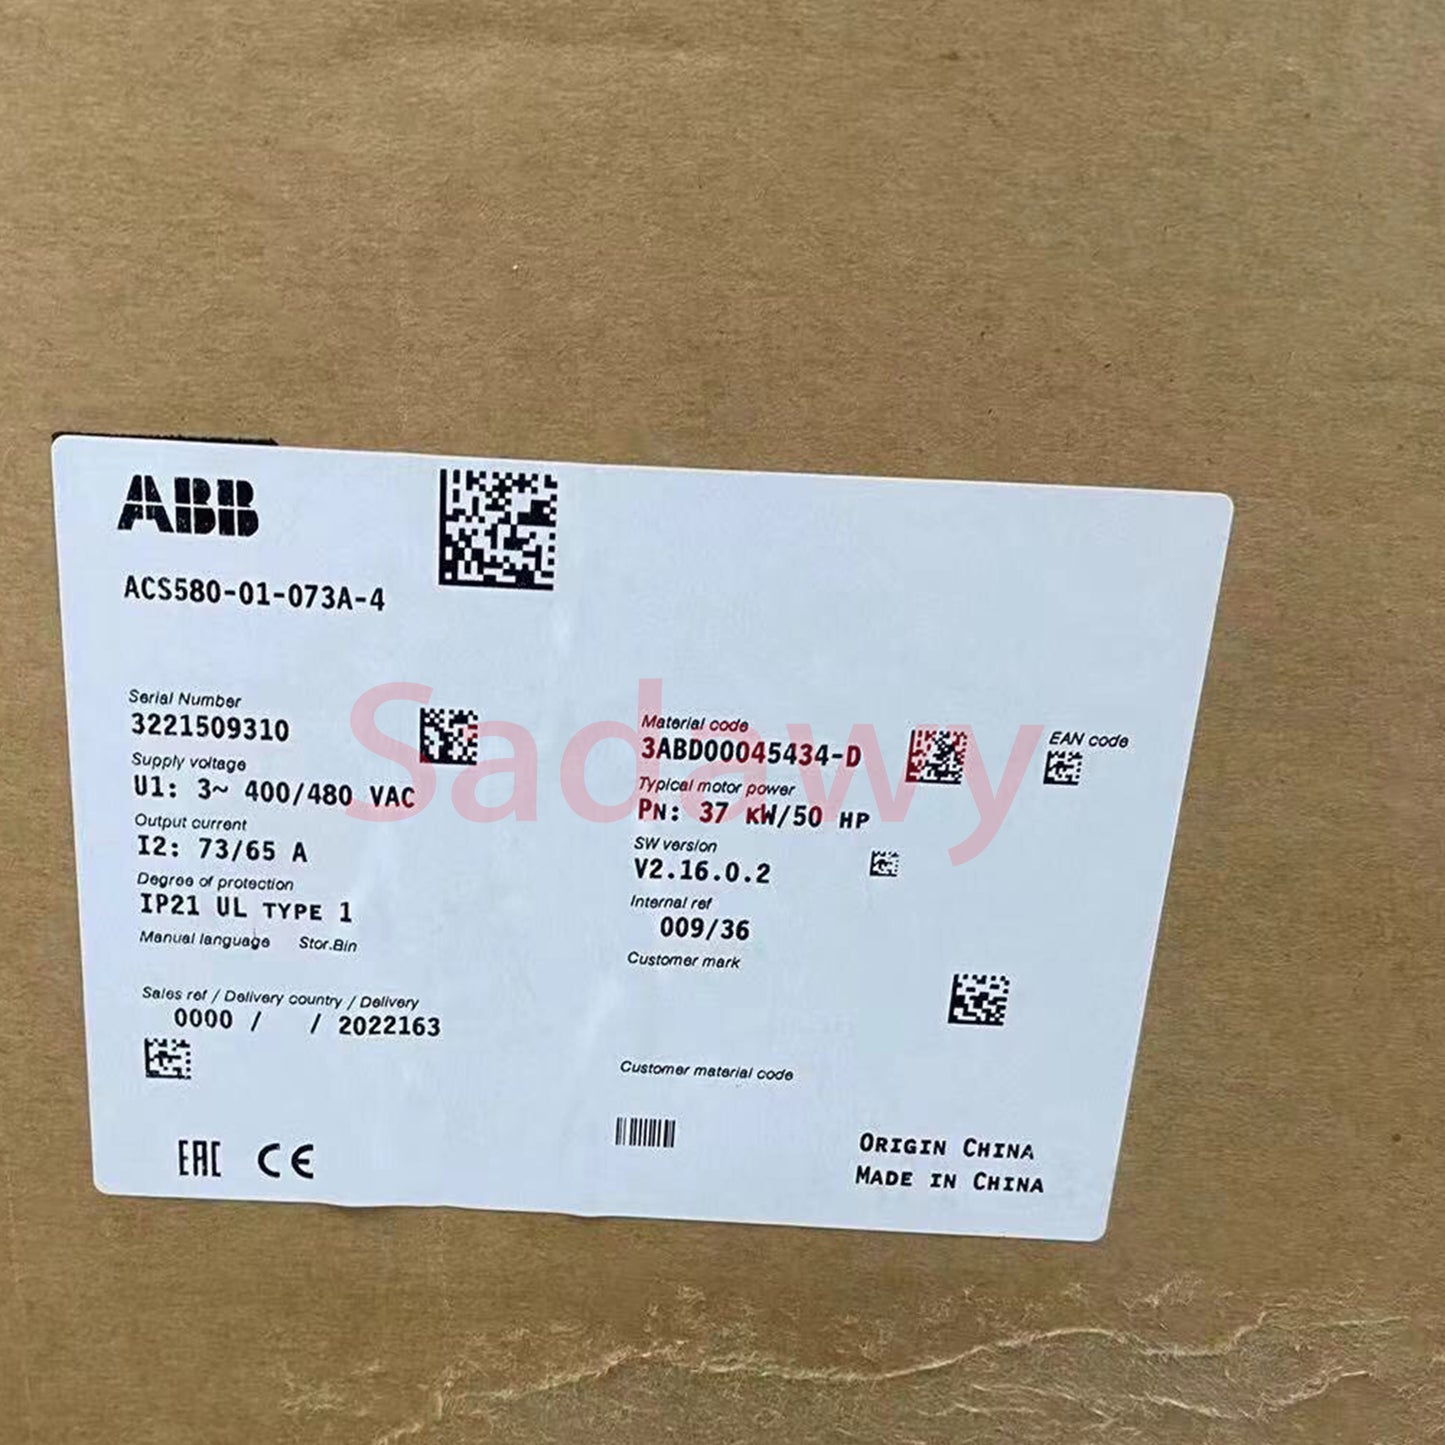 ABB
ACS580-01-073A-4
Serial Number
3221509310
Supply voltage
U1: 3~ 400/480 VAC
Output current
I2: 73/65 A
Degree of protection
IP21 UL TYPE 1
Manual language Stor.Bin
Sales ref / Delivery country / Delivery
0000 / / 2022163
EAC CE
Material code
3ABD00045434-D
EAN code
Typical motor power
PN: 37 KW/50 HP
SW version
V2.16.0.2
Internal ref
009/36
Customer mark
Customer material code
ORIGIN CHINA
MADE IN CHINA
Sadawy